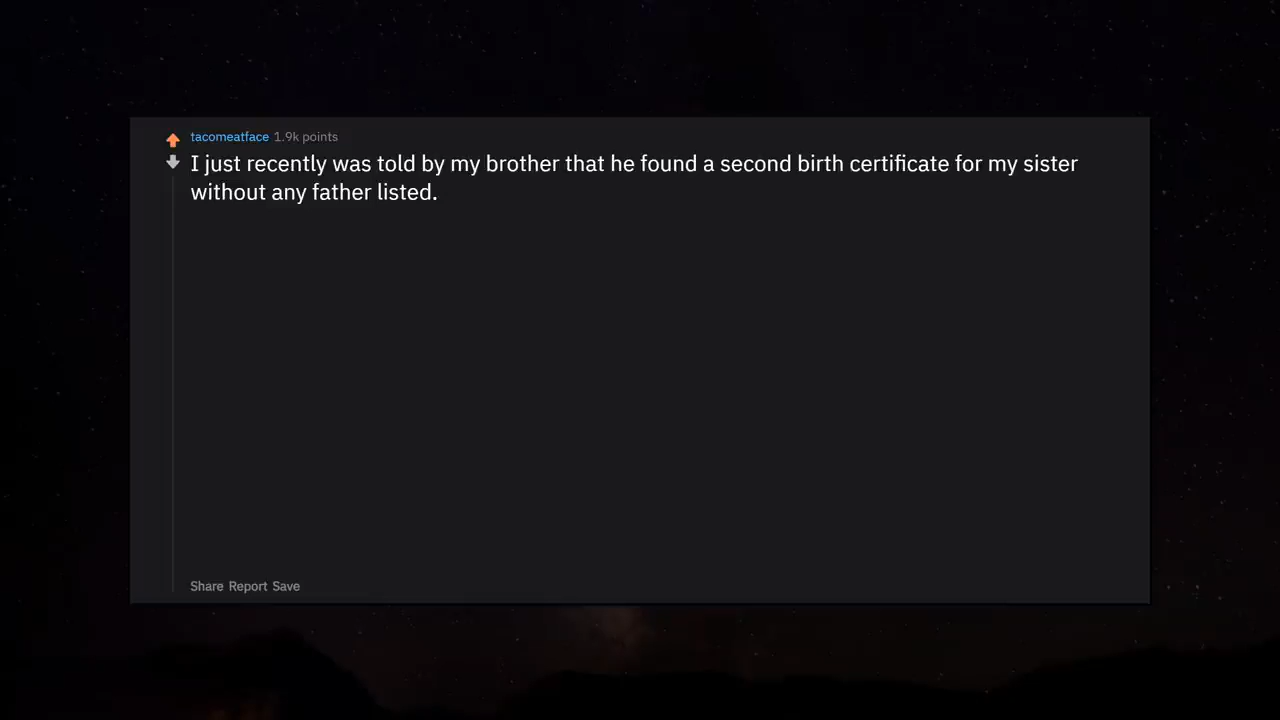 tacomeatface 1.9k points
I just recently was told by my brother that he found a second birth certificate for my sister
without any father listed.
Share Report Save